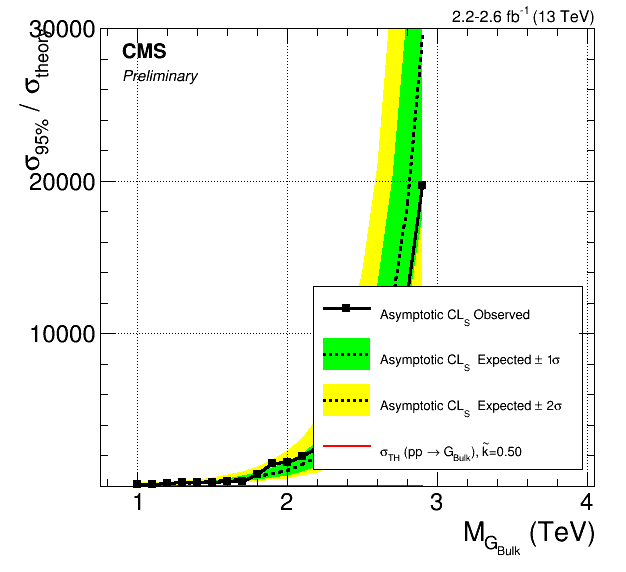 2.2-2.6 fb⁻¹ (13 TeV)
σ₉₅% / σtheory
30000
CMS
Preliminary
20000
10000
Asymptotic CLS Observed
Asymptotic CLS Expected ± 1σ
Asymptotic CLS Expected ± 2σ
σTH (pp → GBulk), k̃=0.50
1 2 3 4
MGBulk (TeV)